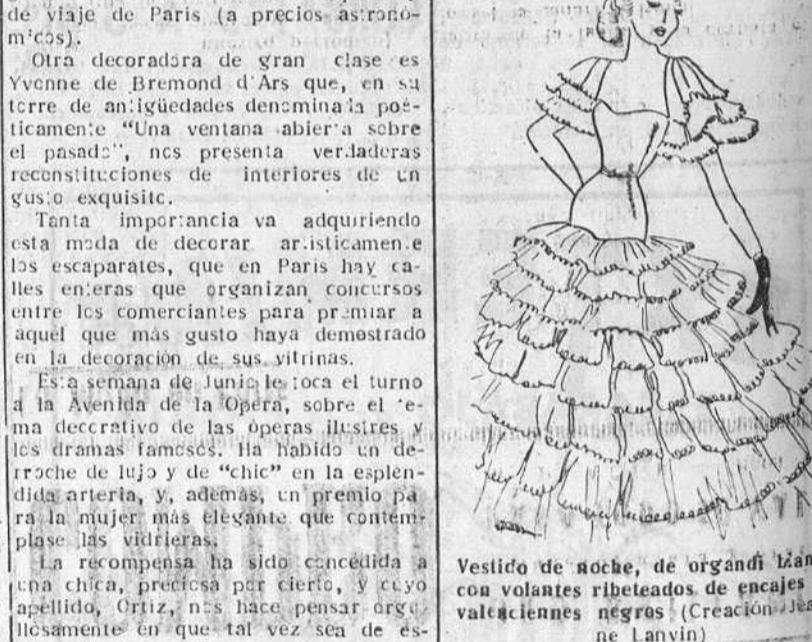 de viaje de Paris (a precios astronó-
micos).
Otra decoradora de gran clase es
Yvonne de Bremond d'Ars que, en su
torre de antigüedades denominada poé-
ticamente "Una ventana abierta sobre
el pasado", nos presenta verdaderas
reconstituciones de interiores de un
gusto exquisito.
Tanta importancia va adquiriendo
esta moda de decorar artisticamente
los escaparates, que en Paris hay ca-
lles enteras que organizan concursos
entre los comerciantes para premiar a
aquél que más gusto haya demostrado
en la decoración de sus vitrinas.
Esta semana de Junio le toca el turno
a la Avenida de la Opera, sobre el te-
ma decorativo de las óperas ilustres y
los dramas famosos. Ha habido un de-
rroche de lujo y de "chic" en la esplén-
dida arteria, y, además, un premio pa
ra la mujer más elegante que contem-
plase las vidrieras.
La recompensa ha sido concedida a
una chica, preciosa por cierto, y cuyo
apellido, Ortiz, nos hace pensar orgu-
llosamente en que tal vez sea de es-
Vestido de noche, de organdí
con volantes ribeteados de encajes
valenciennes negros (Creación Jea
ne Lanvin)